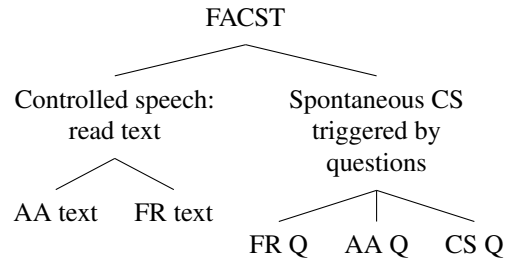 FACST
Controlled speech:
read text
Spontaneous CS
triggered by
questions
AA text
FR text
FR Q
AA Q
CS Q